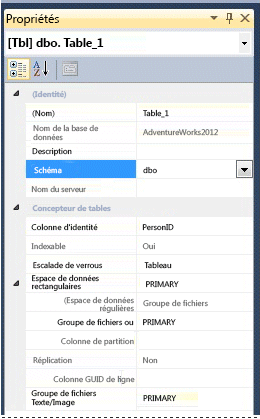 Propriétés
[Tbl] dbo. Table_1
(Identité)
(Nom) Table_1
Nom de la base de données AdventureWorks2012
Description
Schéma dbo
Nom du serveur
Concepteur de tables
Colonne d'identité PersonID
Indexable Oui
Escalade de verrous Tableau
Espace de données rectangulaires PRIMARY
(Espace de données régulières Groupe de fichiers
Groupe de fichiers ou PRIMARY
Colonne de partition
Réplication Non
Colonne GUID de ligne
Groupe de fichiers Texte/Image PRIMARY